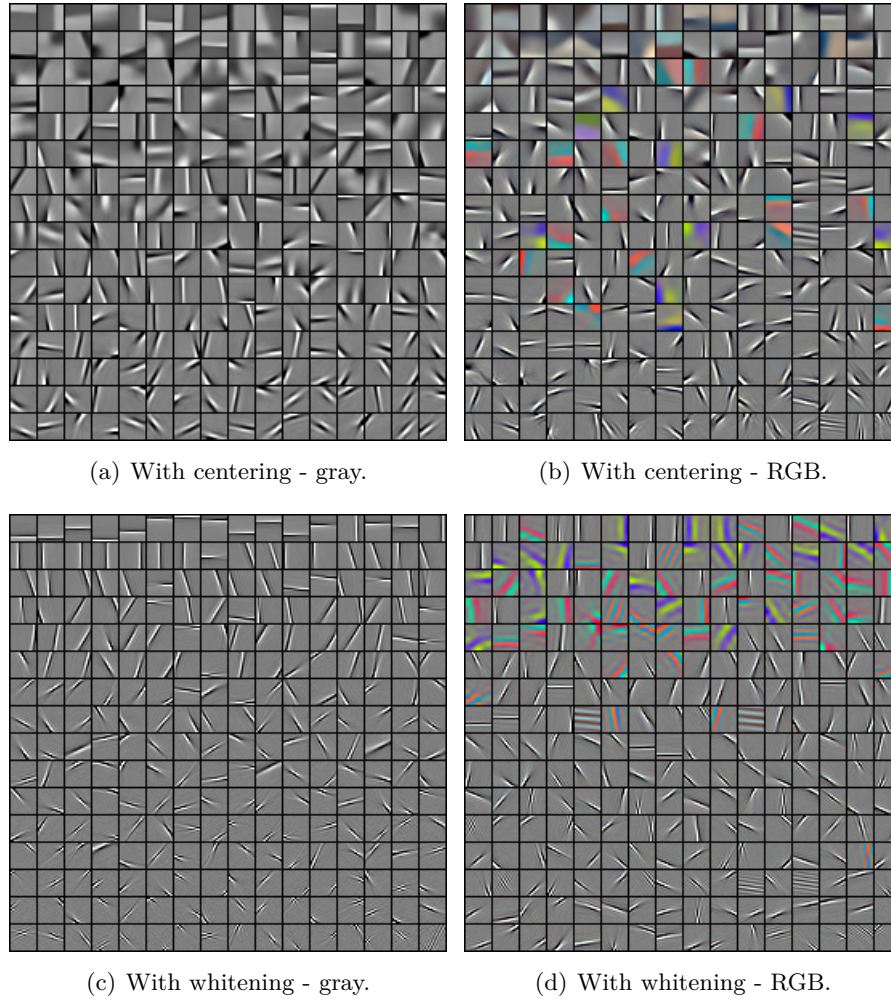 (a) With centering - gray.
(b) With centering - RGB.
(c) With whitening - gray.
(d) With whitening - RGB.